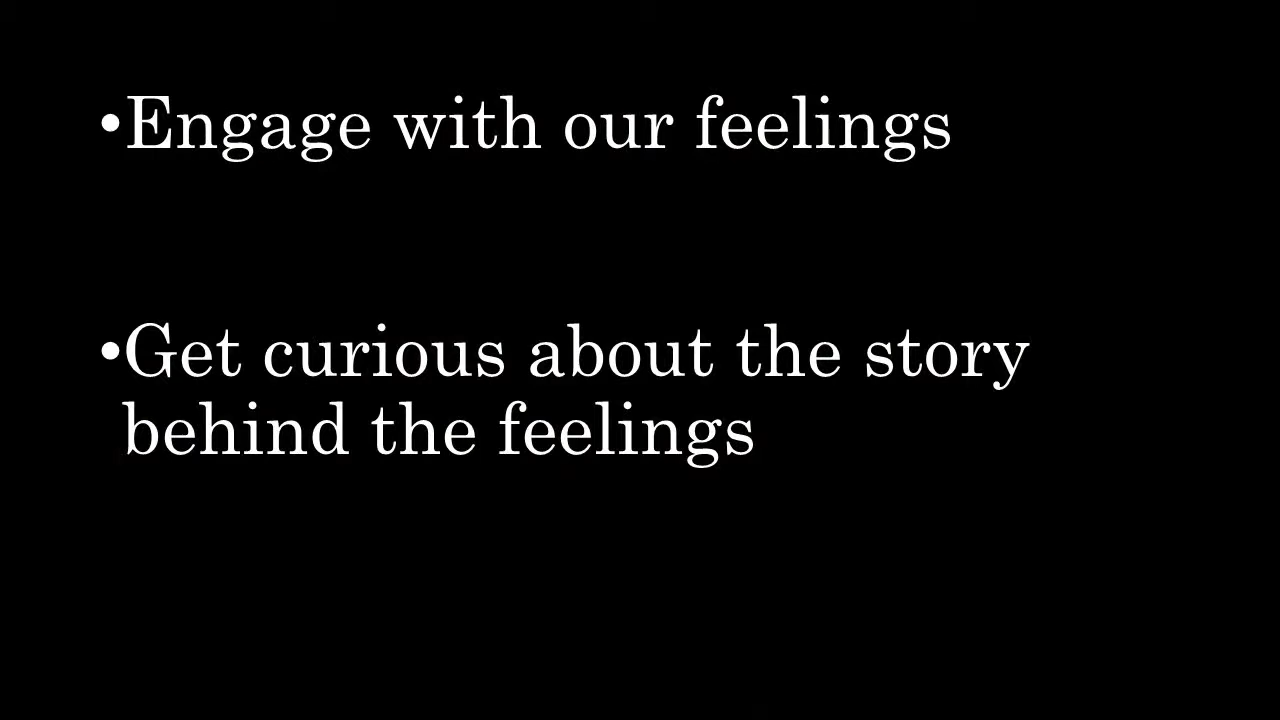 •Engage with our feelings
•Get curious about the story
behind the feelings